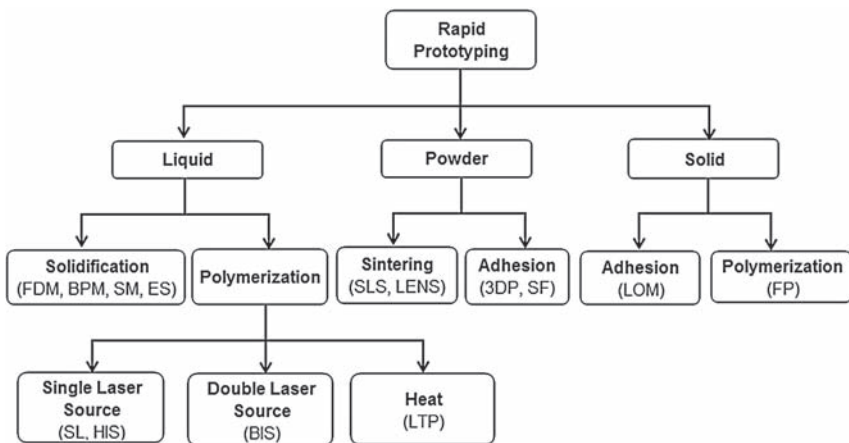 Rapid
Prototyping
Liquid
Powder
Solid
Solidification
(FDM, BPM, SM, ES)
Polymerization
Sintering
(SLS, LENS)
Adhesion
(3DP, SF)
Adhesion
(LOM)
Polymerization
(FP)
Single Laser
Source
(SL, HIS)
Double Laser
Source
(BIS)
Heat
(LTP)